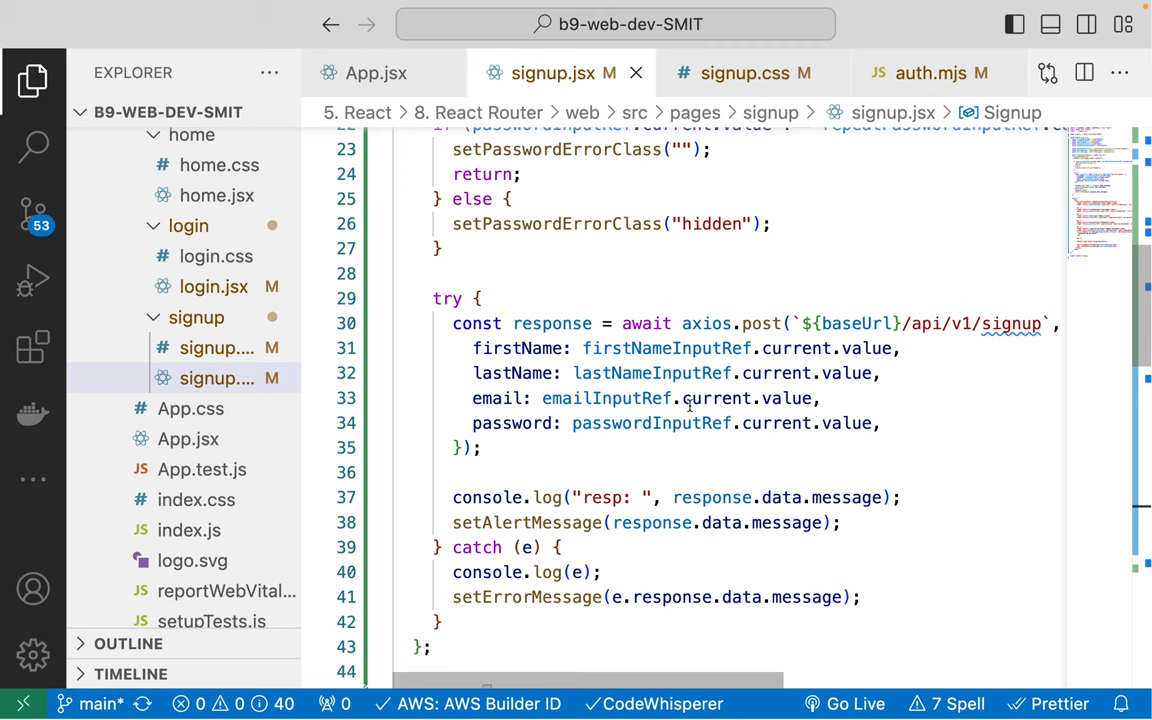 b9-web-dev-SMIT
EXPLORER
App.jsx
signup.jsx M
signup.css M
auth.mjs M
B9-WEB-DEV-SMIT
5. React > 8. React Router > web > src > pages > signup > signup.jsx > Signup
home
home.css
home.jsx
login
login.css
login.jsx M
signup
signup.... M
signup.... M
App.css
App.jsx
App.test.js
index.css
index.js
logo.svg
reportWebVital...
setupTests.js
OUTLINE
TIMELINE
53
23 setPasswordErrorClass("");
24 return;
25 } else {
26 setPasswordErrorClass("hidden");
27 }
28
29 try {
30 const response = await axios.post(`${baseUrl}/api/v1/signup`,
31 firstName: firstNameInputRef.current.value,
32 lastName: lastNameInputRef.current.value,
33 email: emailInputRef.current.value,
34 password: passwordInputRef.current.value,
35 });
36
37 console.log("resp: ", response.data.message);
38 setAlertMessage(response.data.message);
39 } catch (e) {
40 console.log(e);
41 setErrorMessage(e.response.data.message);
42 }
43 };
44
main* 0 0 40 0 AWS: AWS Builder ID CodeWhisperer Go Live 7 Spell Prettier